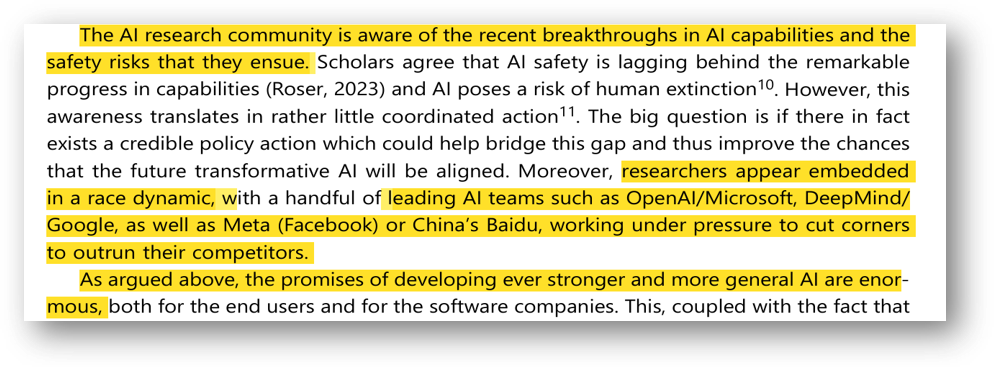 The AI research community is aware of the recent breakthroughs in AI capabilities and the
safety risks that they ensue. Scholars agree that AI safety is lagging behind the remarkable
progress in capabilities (Roser, 2023) and AI poses a risk of human extinction¹⁰. However, this
awareness translates in rather little coordinated action¹¹. The big question is if there in fact
exists a credible policy action which could help bridge this gap and thus improve the chances
that the future transformative AI will be aligned. Moreover, researchers appear embedded
in a race dynamic, with a handful of leading AI teams such as OpenAI/Microsoft, DeepMind/
Google, as well as Meta (Facebook) or China’s Baidu, working under pressure to cut corners
to outrun their competitors.
As argued above, the promises of developing ever stronger and more general AI are enor-
mous, both for the end users and for the software companies. This, coupled with the fact that